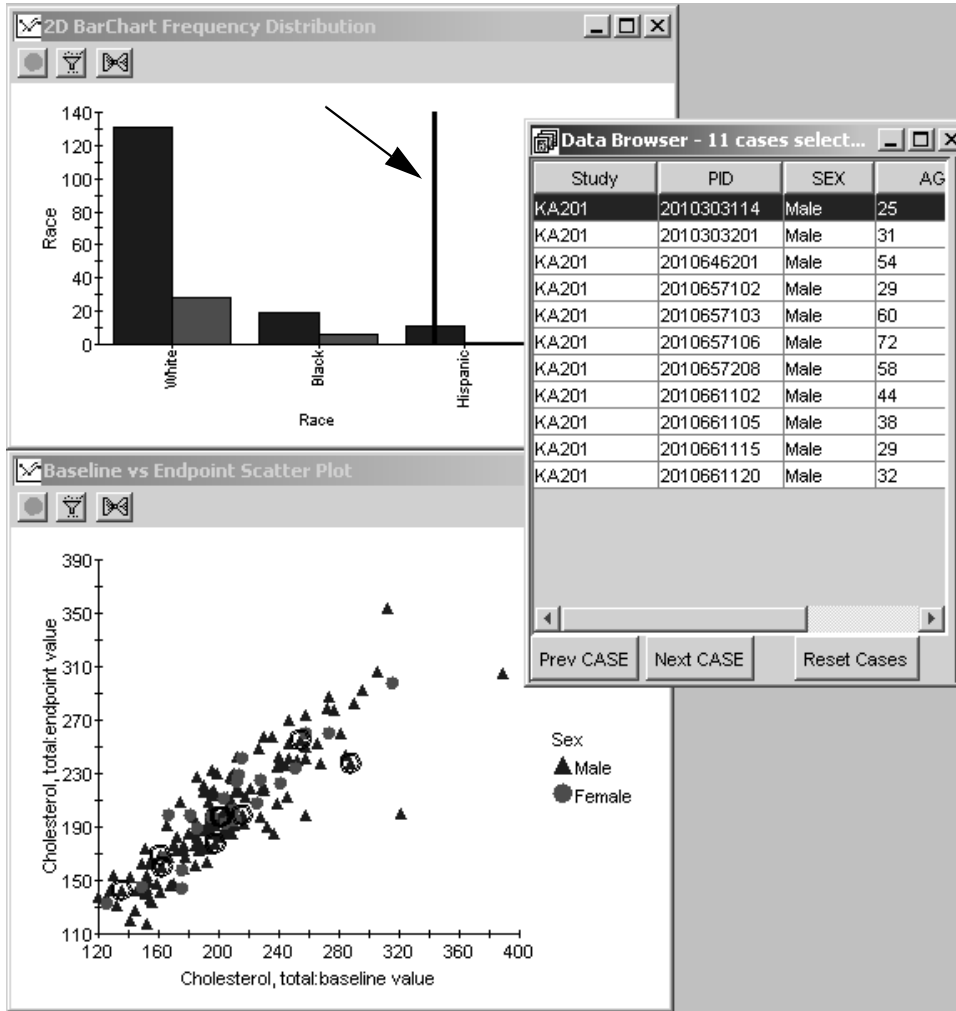 2D BarChart Frequency Distribution
140
120
100
80
60
40
20
0
Race
White
Black
Hispanic
Race
Data Browser - 11 cases select...
Study PID SEX AG
KA201 2010303114 Male 25
KA201 2010303201 Male 31
KA201 2010646201 Male 54
KA201 2010657102 Male 29
KA201 2010657103 Male 60
KA201 2010657106 Male 72
KA201 2010657208 Male 58
KA201 2010661102 Male 44
KA201 2010661105 Male 38
KA201 2010661115 Male 29
KA201 2010661120 Male 32
Prev CASE Next CASE Reset Cases
Baseline vs Endpoint Scatter Plot
390
350
310
270
230
190
150
110
Cholesterol, total:endpoint value
120 160 200 240 280 320 360 400
Cholesterol, total:baseline value
Sex
Male
Female